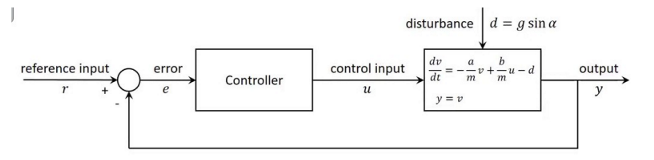 disturbance d = g sin α
reference input
r
+
-
error
e
Controller
control input
u
dv/dt = − a/m v + b/m u − d
y = v
output
y